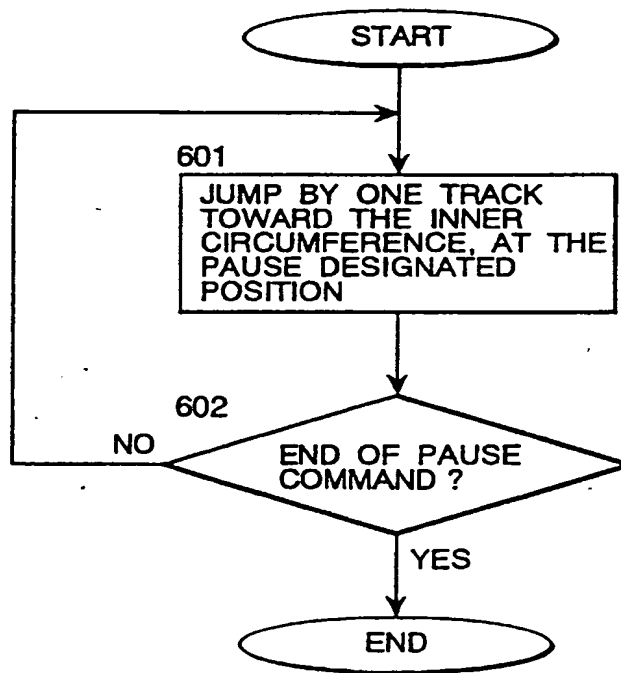 START
601
JUMP BY ONE TRACK
TOWARD THE INNER
CIRCUMFERENCE, AT THE
PAUSE DESIGNATED
POSITION
602
NO
END OF PAUSE
COMMAND ?
YES
END